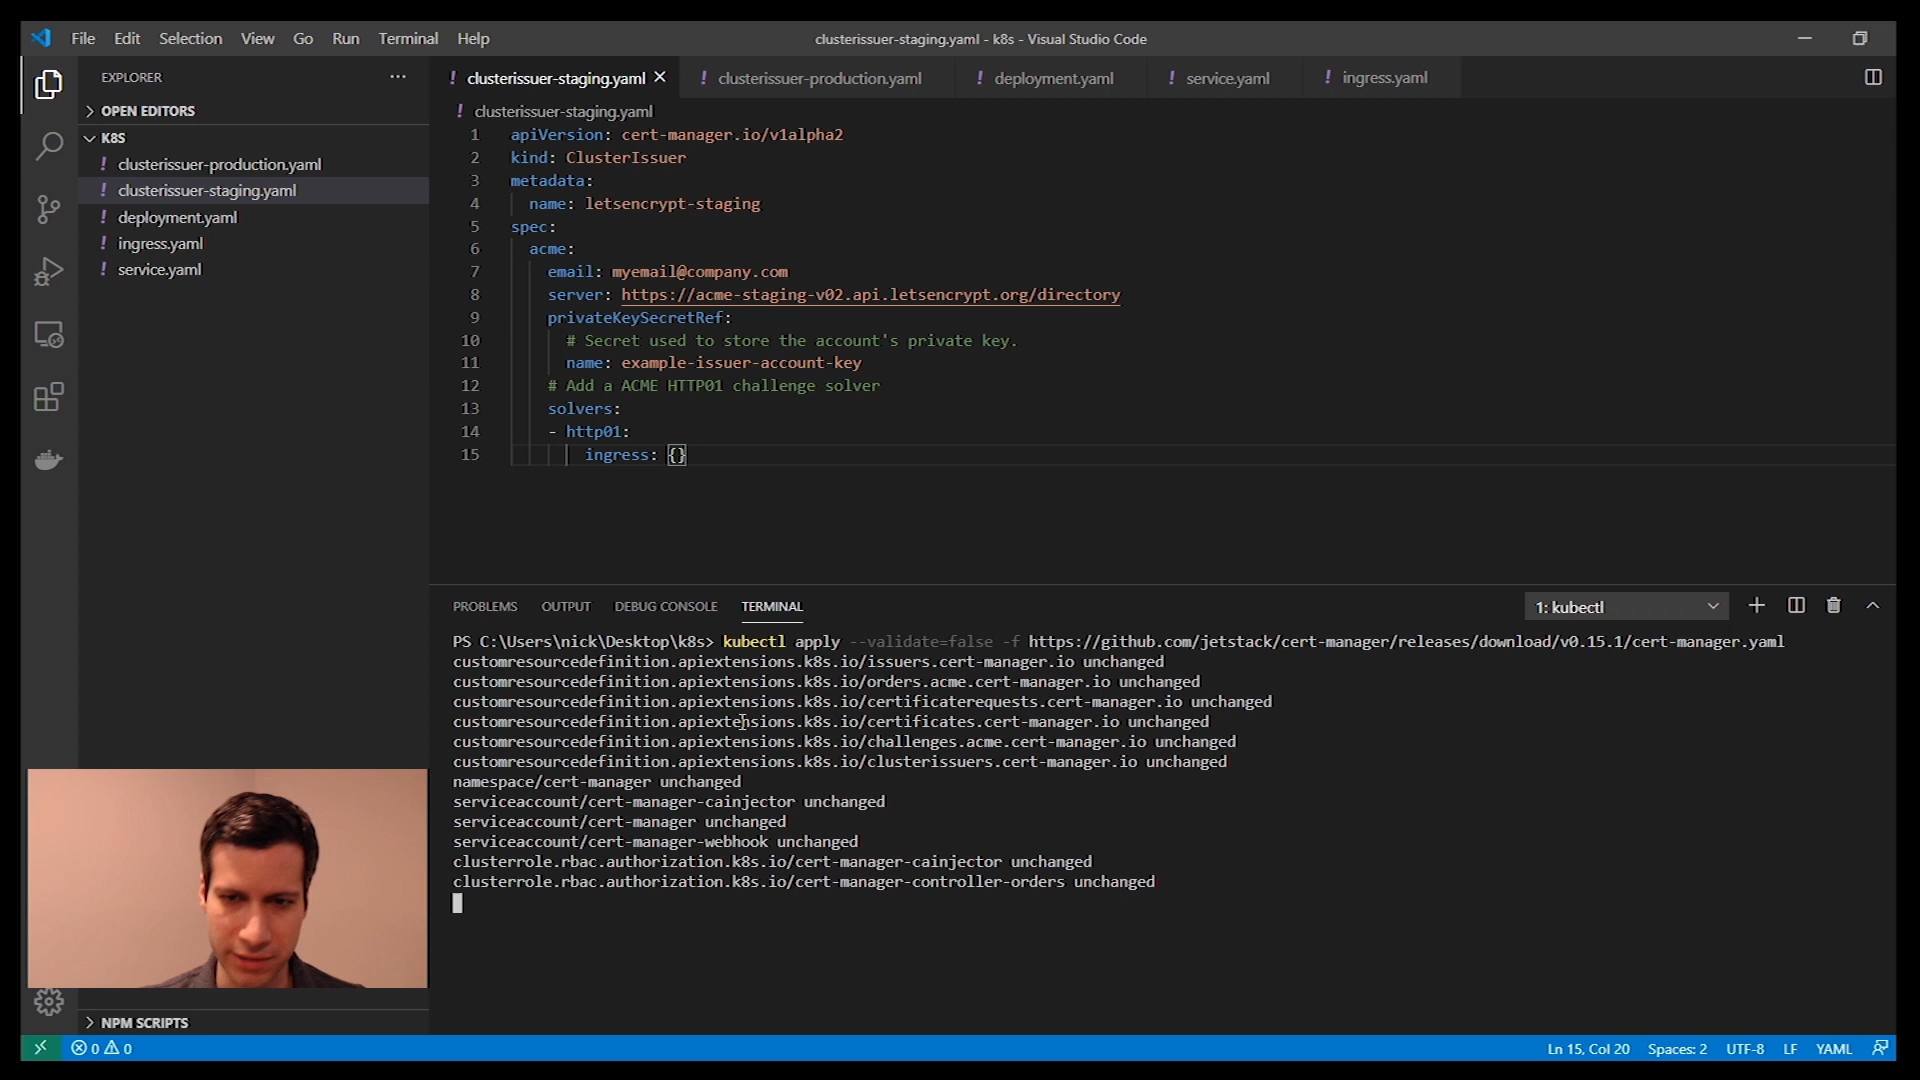 File Edit Selection View Go Run Terminal Help
clusterissuer-staging.yaml - k8s - Visual Studio Code
EXPLORER
OPEN EDITORS
K8S
! clusterissuer-production.yaml
! clusterissuer-staging.yaml
! deployment.yaml
! ingress.yaml
! service.yaml
NPM SCRIPTS
! clusterissuer-staging.yaml ! clusterissuer-production.yaml ! deployment.yaml ! service.yaml ! ingress.yaml
! clusterissuer-staging.yaml
1 apiVersion: cert-manager.io/v1alpha2
2 kind: ClusterIssuer
3 metadata:
4 name: letsencrypt-staging
5 spec:
6 acme:
7 email: myemail@company.com
8 server: https://acme-staging-v02.api.letsencrypt.org/directory
9 privateKeySecretRef:
10 # Secret used to store the account's private key.
11 name: example-issuer-account-key
12 # Add a ACME HTTP01 challenge solver
13 solvers:
14 - http01:
15 ingress: {}
PROBLEMS OUTPUT DEBUG CONSOLE TERMINAL
1: kubectl
PS C:\Users\nick\Desktop\k8s> kubectl apply --validate=false -f https://github.com/jetstack/cert-manager/releases/download/v0.15.1/cert-manager.yaml
customresourcedefinition.apiextensions.k8s.io/issuers.cert-manager.io unchanged
customresourcedefinition.apiextensions.k8s.io/orders.acme.cert-manager.io unchanged
customresourcedefinition.apiextensions.k8s.io/certificaterequests.cert-manager.io unchanged
customresourcedefinition.apiextensions.k8s.io/certificates.cert-manager.io unchanged
customresourcedefinition.apiextensions.k8s.io/challenges.acme.cert-manager.io unchanged
customresourcedefinition.apiextensions.k8s.io/clusterissuers.cert-manager.io unchanged
namespace/cert-manager unchanged
serviceaccount/cert-manager-cainjector unchanged
serviceaccount/cert-manager unchanged
serviceaccount/cert-manager-webhook unchanged
clusterrole.rbac.authorization.k8s.io/cert-manager-cainjector unchanged
clusterrole.rbac.authorization.k8s.io/cert-manager-controller-orders unchanged
0 0
Ln 15, Col 20 Spaces: 2 UTF-8 LF YAML